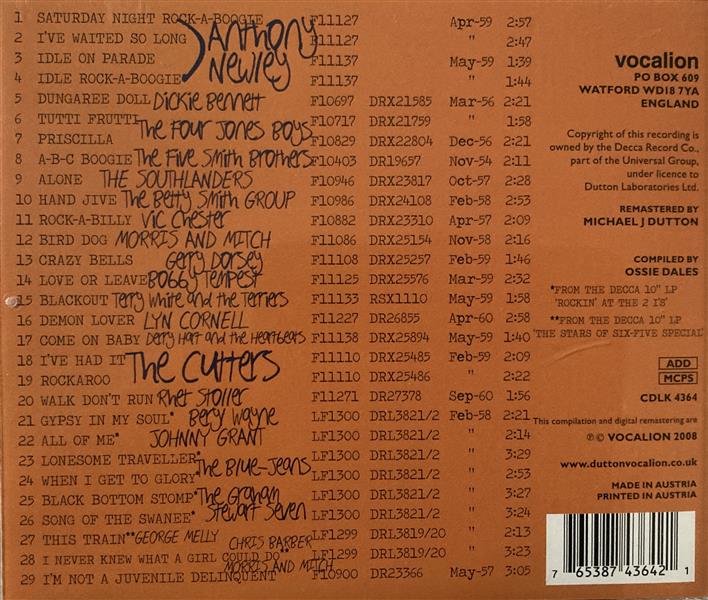 1 SATURDAY NIGHT ROCK-A-BOOGIE F11127 Apr-59 2:57
2 I'VE WAITED SO LONG Anthony F11127 " 2:47
3 IDLE ON PARADE Newley F11137 May-59 1:39
4 IDLE ROCK-A-BOOGIE F11137 " 1:44
5 DUNGAREE DOLL Dickie Bennett F10697 DRX21585 Mar-56 2:21
6 TUTTI FRUTTI F10717 DRX21759 " 1:58
The Four Jones Boys
7 PRISCILLA F10829 DRX22804 Dec-56 2:21
8 A-B-C BOOGIE The Five Smith Brothers F10403 DR19657 Nov-54 2:11
9 ALONE THE SOUTHLANDERS F10946 DRX23817 Oct-57 2:28
10 HAND JIVE The Betty Smith GROUP F10986 DRX24108 Feb-58 2:53
11 ROCK-A-BILLY Vic Chester F10882 DRX23310 Apr-57 2:09
12 BIRD DOG MORRIS AND MITCH F11086 DRX25154 Nov-58 2:16
13 CRAZY BELLS Gerry Dorsey F11108 DRX25257 Feb-59 1:46
14 LOVE OR LEAVE BOBBY TEMPEST F11125 DRX25576 Mar-59 2:32
15 BLACKOUT Terry White and the Terriers F11133 RSX1110 May-59 1:58
16 DEMON LOVER LYN CORNELL F11227 DR26855 Apr-60 2:58
17 COME ON BABY Derry Hart and the Heartbeats F11138 DRX25894 May-59 1:40
18 I'VE HAD IT The Cutters F11110 DRX25485 Feb-59 2:09
19 ROCKAROO F11110 DRX25486 " 2:22
20 WALK DON'T RUN Rhet Stoller F11271 DR27378 Sep-60 1:56
21 GYPSY IN MY SOUL* Beryl Wayne LF1300 DRL3821/2 Feb-58 2:21
22 ALL OF ME* JOHNNY GRANT LF1300 DRL3821/2 " 2:14
23 LONESOME TRAVELLER* LF1300 DRL3821/2 " 3:29
The Blue-Jeans
24 WHEN I GET TO GLORY* LF1300 DRL3821/2 " 2:53
25 BLACK BOTTOM STOMP* The Graham LF1300 DRL3821/2 " 3:27
26 SONG OF THE SWANEE* Stewart Seven LF1300 DRL3821/2 " 3:24
27 THIS TRAIN** GEORGE MELLY LF1299 DRL3819/20 " 2:13
CHRIS BARBER
28 I NEVER KNEW WHAT A GIRL COULD DO** LF1299 DRL3819/20 " 3:23
MORRIS AND MITCH
29 I'M NOT A JUVENILE DELINQUENT F10900 DR23366 May-57 3:05
vocalion
PO BOX 609
WATFORD WD18 7YA
ENGLAND
Copyright of this recording is
owned by the Decca Record Co.,
part of the Universal Group,
under licence to
Dutton Laboratories Ltd.
REMASTERED BY
MICHAEL J DUTTON
COMPILED BY
OSSIE DALES
*FROM THE DECCA 10" LP
'ROCKIN' AT THE 2 I'S'
**FROM THE DECCA 10" LP
'THE STARS OF SIX-FIVE SPECIAL'
ADD
MCPS
CDLK 4364
This compilation and digital remastering are
℗ © VOCALION 2008
www.duttonvocalion.co.uk
MADE IN AUSTRIA
PRINTED IN AUSTRIA
7 65387 43642 1